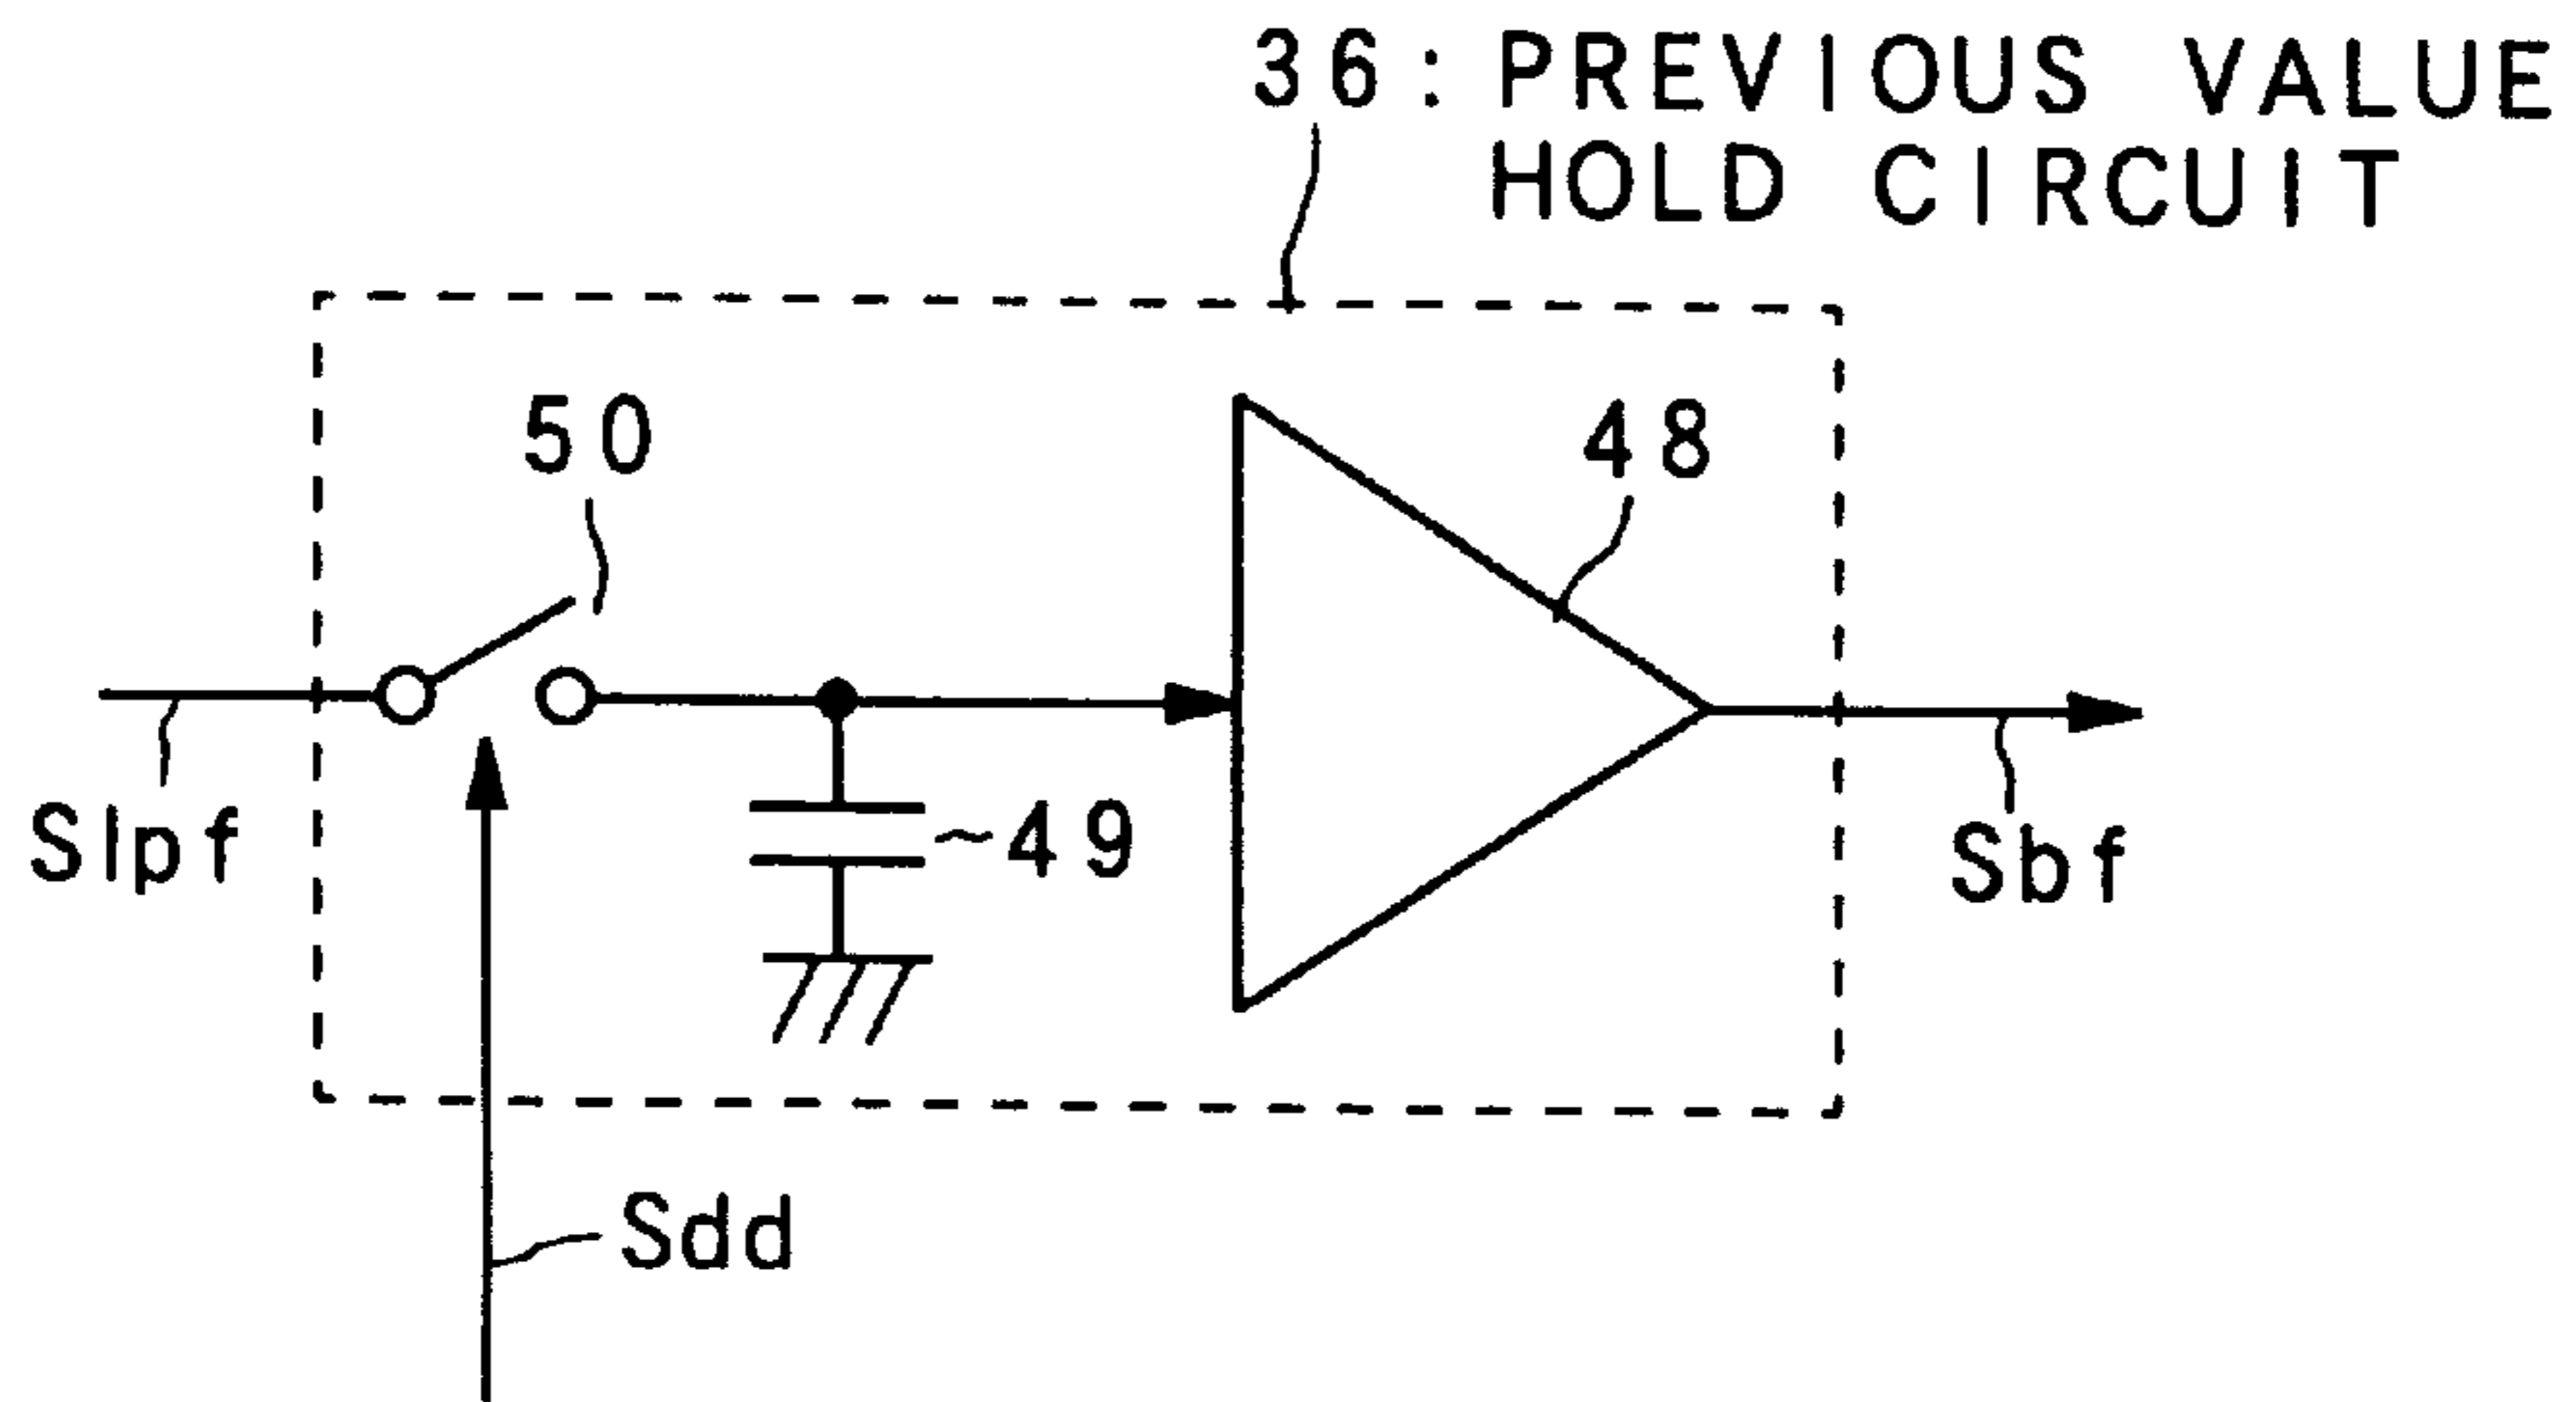 36: PREVIOUS VALUE
HOLD CIRCUIT
50
48
Slpf
~49
Sbf
Sdd